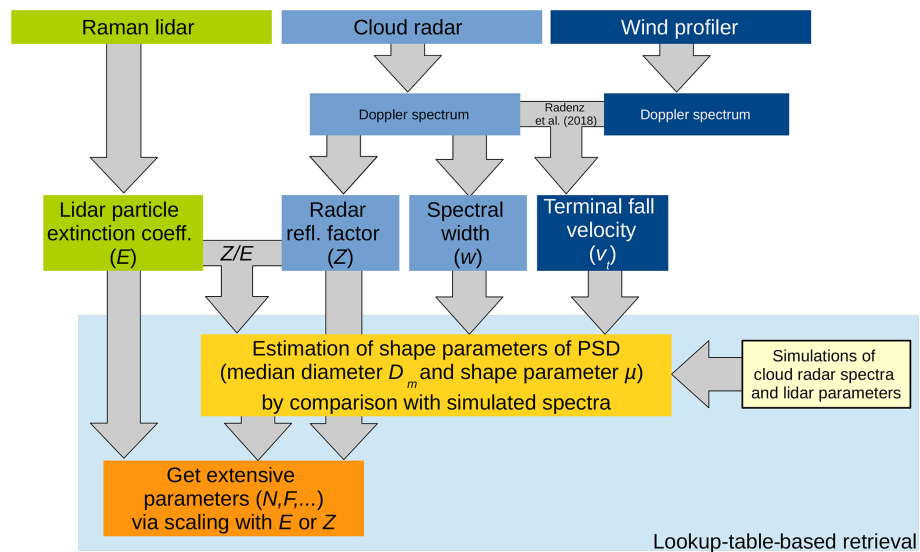 Raman lidar
Cloud radar
Wind profiler
Doppler spectrum
Radenz
et al. (2018)
Doppler spectrum
Lidar particle
extinction coeff.
(E)
Z/E
Radar
refl. factor
(Z)
Spectral
width
(w)
Terminal fall
velocity
(vt)
Estimation of shape parameters of PSD
(median diameter Dm and shape parameter µ)
by comparison with simulated spectra
Simulations of
cloud radar spectra
and lidar parameters
Get extensive
parameters (N,F,...)
via scaling with E or Z
Lookup-table-based retrieval